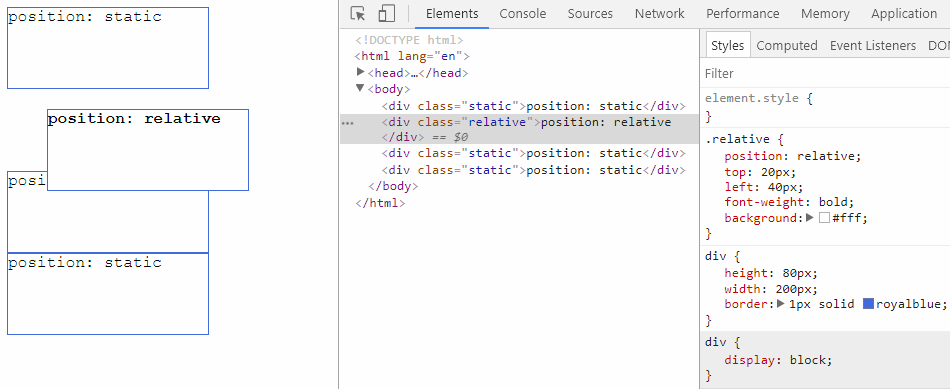 position: static
position: relative
posi
position: static
Elements Console Sources Network Performance Memory Application
<!DOCTYPE html>
<html lang="en">
<head>…</head>
<body>
<div class="static">position: static</div>
<div class="relative">position: relative
</div> == $0
<div class="static">position: static</div>
<div class="static">position: static</div>
</body>
</html>
Styles Computed Event Listeners DOM
Filter
element.style {
}
.relative {
position: relative;
top: 20px;
left: 40px;
font-weight: bold;
background: #fff;
}
div {
height: 80px;
width: 200px;
border: 1px solid royalblue;
}
div {
display: block;
}